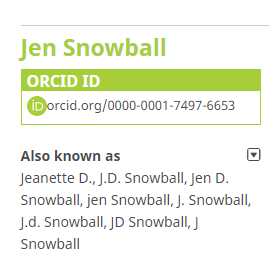 Jen Snowball
ORCID ID
iD orcid.org/0000-0001-7497-6653
Also known as
Jeanette D., J.D. Snowball, Jen D.
Snowball, jen Snowball, J. Snowball,
J.d. Snowball, JD Snowball, J
Snowball